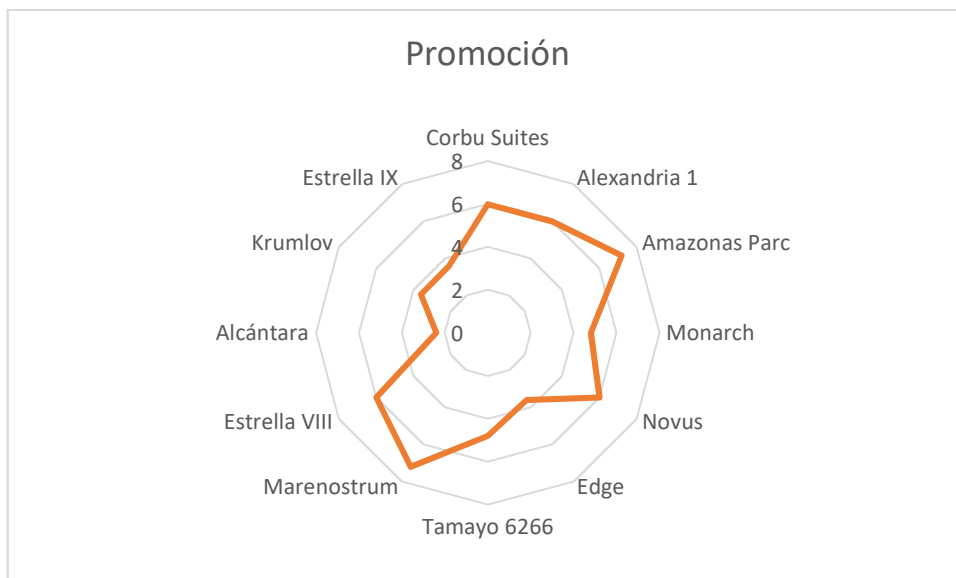 Promoción
Corbu Suites
8
Estrella IX
Alexandria 1
6
Krumlov
Amazonas Parc
4
2
Alcántara
0
Monarch
Estrella VIII
Novus
Marenostrum
Edge
Tamayo 6266